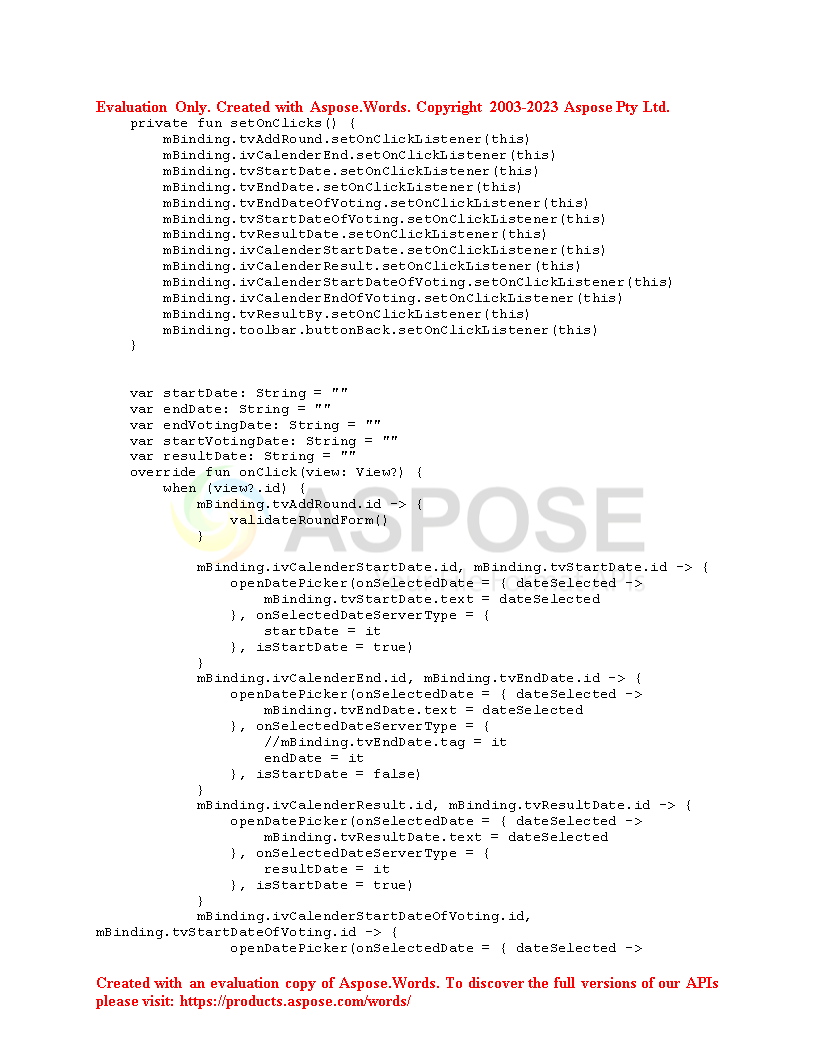 Evaluation Only. Created with Aspose.Words. Copyright 2003-2023 Aspose Pty Ltd.
    private fun setOnClicks() {
        mBinding.tvAddRound.setOnClickListener(this)
        mBinding.ivCalenderEnd.setOnClickListener(this)
        mBinding.tvStartDate.setOnClickListener(this)
        mBinding.tvEndDate.setOnClickListener(this)
        mBinding.tvEndDateOfVoting.setOnClickListener(this)
        mBinding.tvStartDateOfVoting.setOnClickListener(this)
        mBinding.tvResultDate.setOnClickListener(this)
        mBinding.ivCalenderStartDate.setOnClickListener(this)
        mBinding.ivCalenderResult.setOnClickListener(this)
        mBinding.ivCalenderStartDateOfVoting.setOnClickListener(this)
        mBinding.ivCalenderEndOfVoting.setOnClickListener(this)
        mBinding.tvResultBy.setOnClickListener(this)
        mBinding.toolbar.buttonBack.setOnClickListener(this)
    }
    var startDate: String = ""
    var endDate: String = ""
    var endVotingDate: String = ""
    var startVotingDate: String = ""
    var resultDate: String = ""
    override fun onClick(view: View?) {
        when (view?.id) {
            mBinding.tvAddRound.id -> {
                validateRoundForm()
            }
ASPOSE
            mBinding.ivCalenderStartDate.id, mBinding.tvStartDate.id -> {
                openDatePicker(onSelectedDate = { dateSelected ->
                    mBinding.tvStartDate.text = dateSelected
                }, onSelectedDateServerType = {
                    startDate = it
                }, isStartDate = true)
            }
            mBinding.ivCalenderEnd.id, mBinding.tvEndDate.id -> {
                openDatePicker(onSelectedDate = { dateSelected ->
                    mBinding.tvEndDate.text = dateSelected
                }, onSelectedDateServerType = {
                    //mBinding.tvEndDate.tag = it
                    endDate = it
                }, isStartDate = false)
            }
            mBinding.ivCalenderResult.id, mBinding.tvResultDate.id -> {
                openDatePicker(onSelectedDate = { dateSelected ->
                    mBinding.tvResultDate.text = dateSelected
                }, onSelectedDateServerType = {
                    resultDate = it
                }, isStartDate = true)
            }
            mBinding.ivCalenderStartDateOfVoting.id,
mBinding.tvStartDateOfVoting.id -> {
                openDatePicker(onSelectedDate = { dateSelected ->
Created with an evaluation copy of Aspose.Words. To discover the full versions of our APIs
please visit: https://products.aspose.com/words/